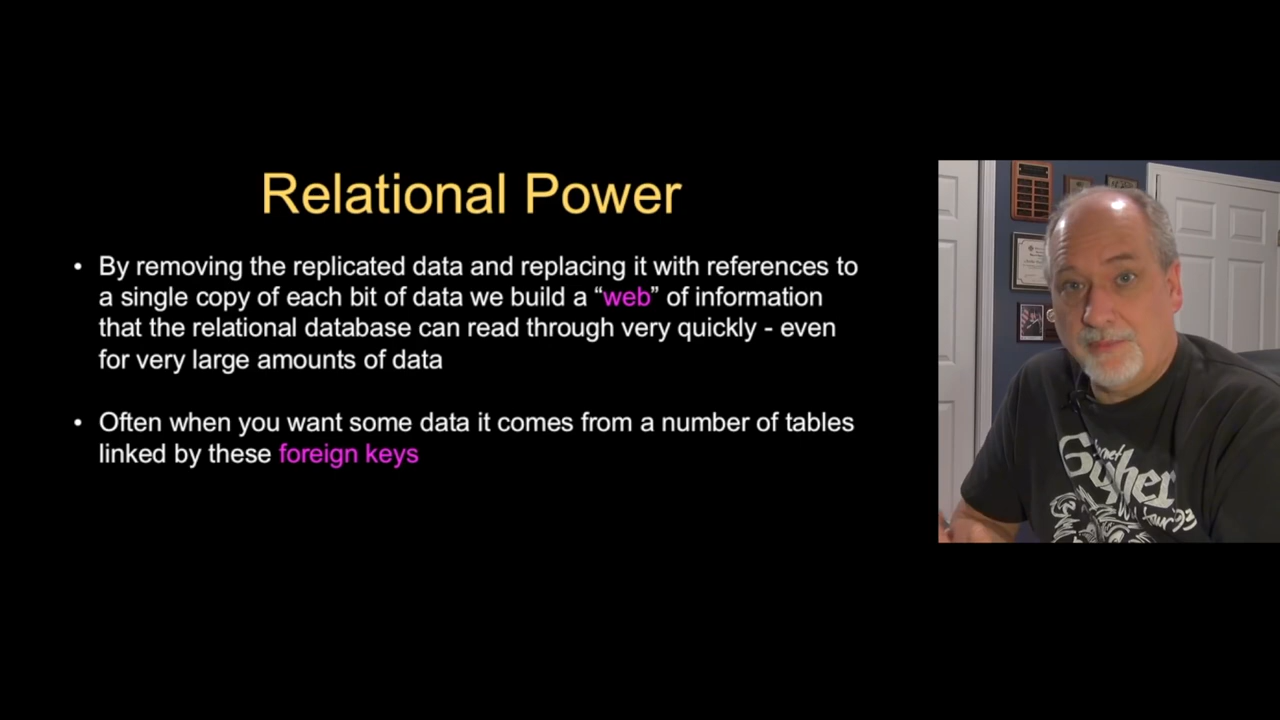 Relational Power
• By removing the replicated data and replacing it with references to
a single copy of each bit of data we build a “web” of information
that the relational database can read through very quickly - even
for very large amounts of data
• Often when you want some data it comes from a number of tables
linked by these foreign keys
Gopher
Tour '93